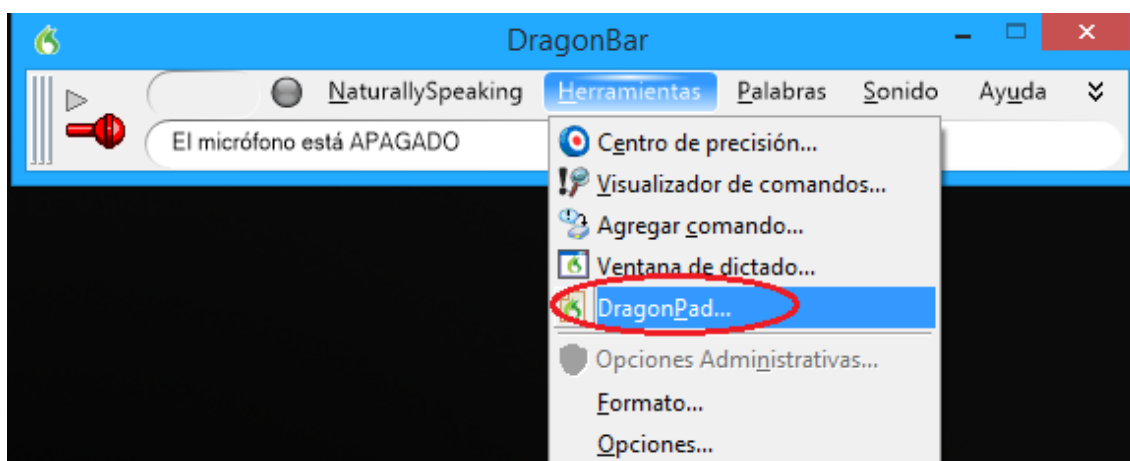 DragonBar
NaturallySpeaking Herramientas Palabras Sonido Ayuda
El micrófono está APAGADO
Centro de precisión...
Visualizador de comandos...
Agregar comando...
Ventana de dictado...
DragonPad...
Opciones Administrativas...
Formato...
Opciones...